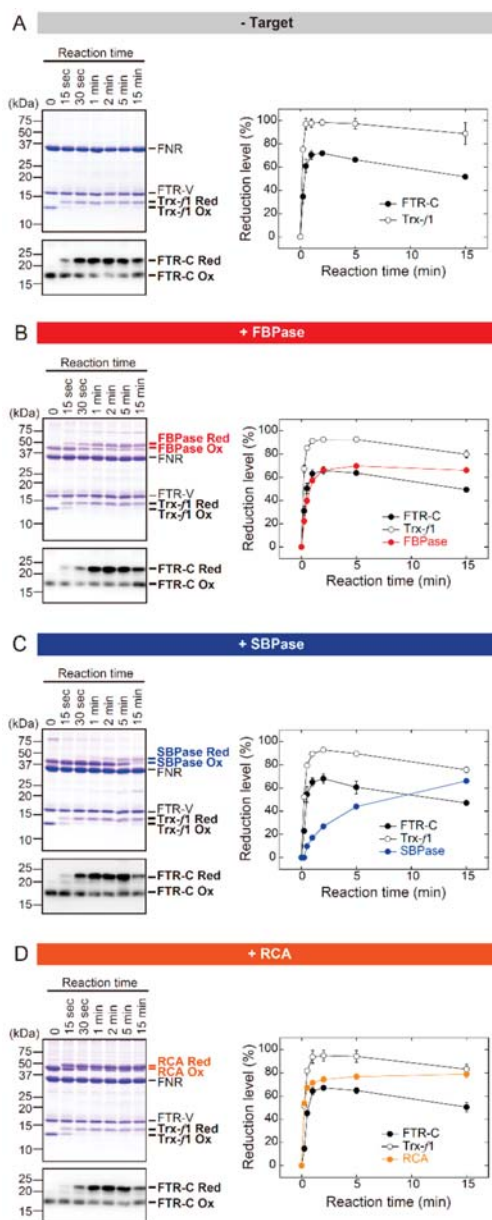 A
- Target
Reaction time
0 15 sec 30 sec 1 min 2 min 5 min 15 min
(kDa)
75
50
37
25
20
15
10
FNR
FTR-V
Trx-f1 Red
Trx-f1 Ox
25
20
15
FTR-C Red
FTR-C Ox
Reduction level (%)
100
80
60
40
20
0
FTR-C
Trx-f1
0 5 10 15
Reaction time (min)
B
+ FBPase
Reaction time
0 15 sec 30 sec 1 min 2 min 5 min 15 min
(kDa)
75
50
37
25
20
15
10
FBPase Red
FBPase Ox
FNR
FTR-V
Trx-f1 Red
Trx-f1 Ox
25
20
15
FTR-C Red
FTR-C Ox
Reduction level (%)
100
80
60
40
20
0
FTR-C
Trx-f1
FBPase
0 5 10 15
Reaction time (min)
C
+ SBPase
Reaction time
0 15 sec 30 sec 1 min 2 min 5 min 15 min
(kDa)
75
50
37
25
20
15
10
SBPase Red
SBPase Ox
FNR
FTR-V
Trx-f1 Red
Trx-f1 Ox
25
20
15
FTR-C Red
FTR-C Ox
Reduction level (%)
100
80
60
40
20
0
FTR-C
Trx-f1
SBPase
0 5 10 15
Reaction time (min)
D
+ RCA
Reaction time
0 15 sec 30 sec 1 min 2 min 5 min 15 min
(kDa)
75
50
37
25
20
15
10
RCA Red
RCA Ox
FNR
FTR-V
Trx-f1 Red
Trx-f1 Ox
25
20
15
FTR-C Red
FTR-C Ox
Reduction level (%)
100
80
60
40
20
0
FTR-C
Trx-f1
RCA
0 5 10 15
Reaction time (min)